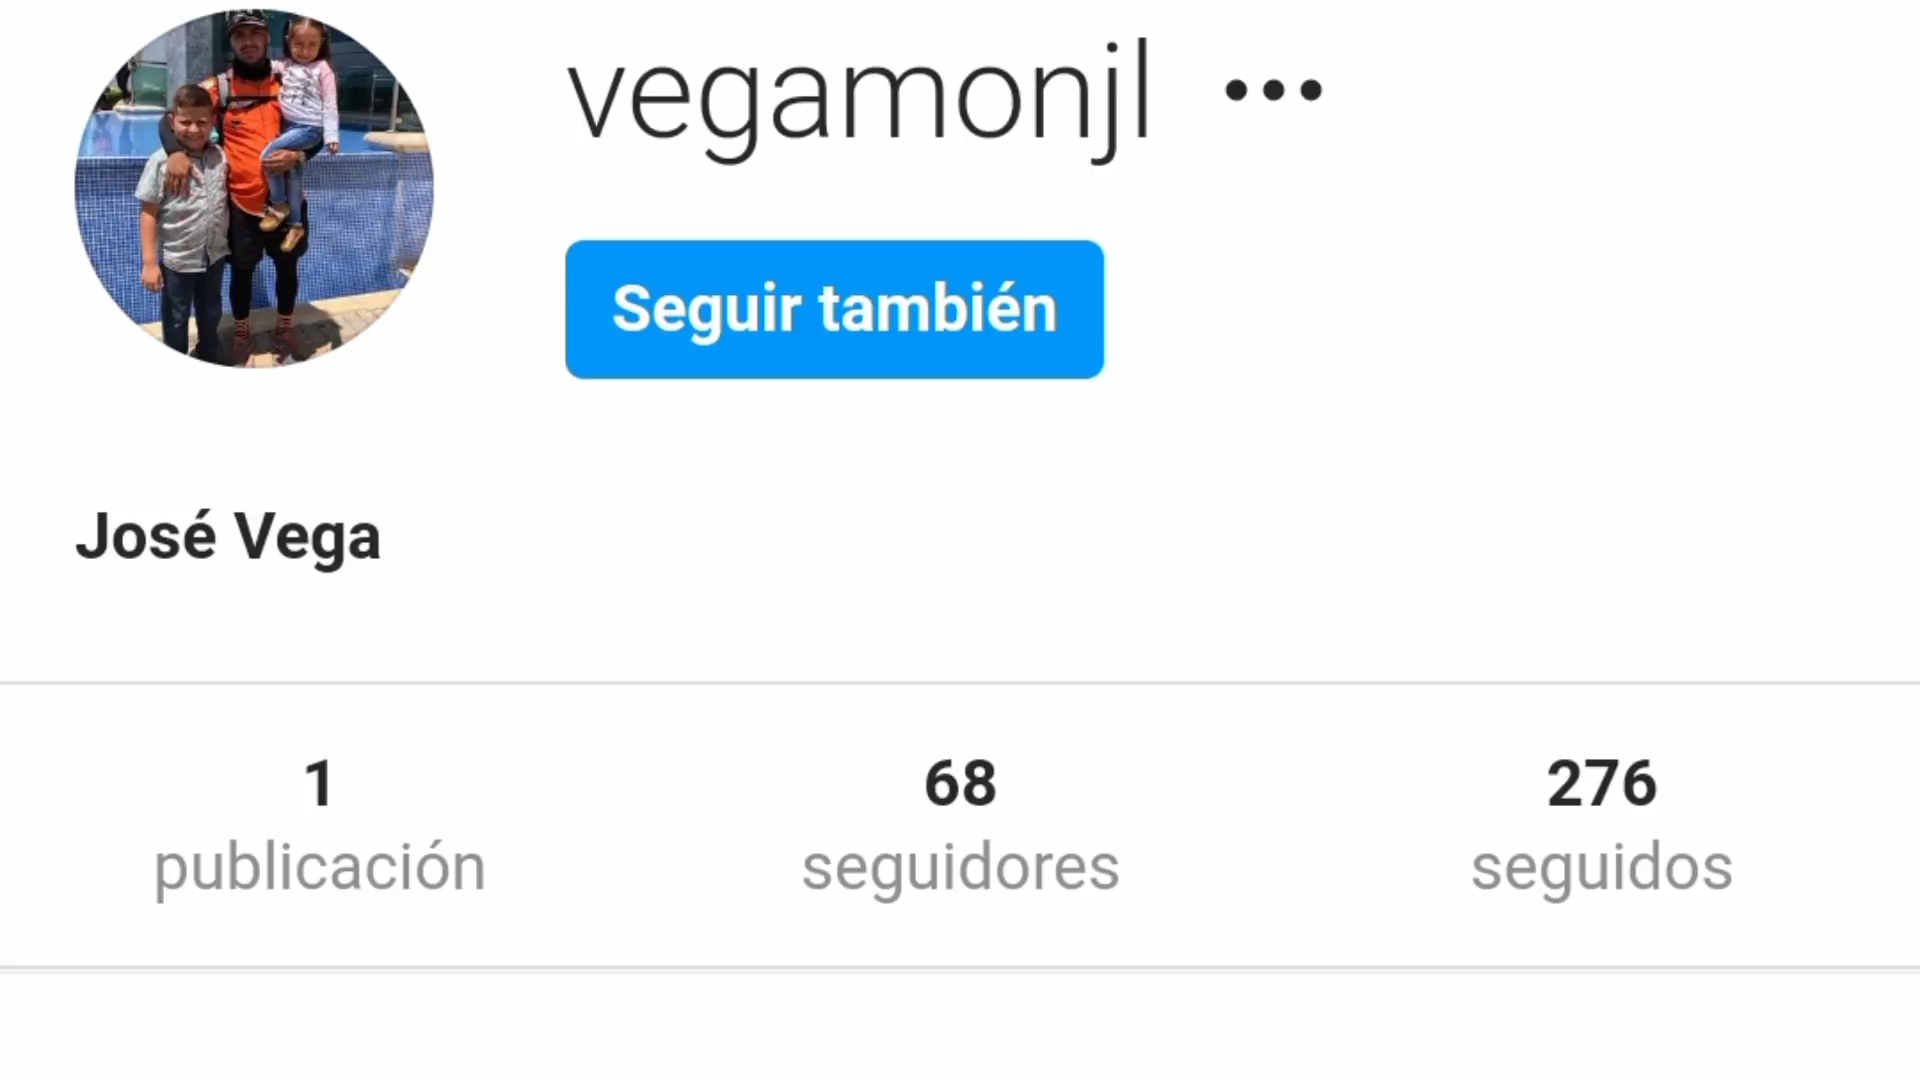 vegamonjl
Seguir también
José Vega
1
publicación
68
seguidores
276
seguidos